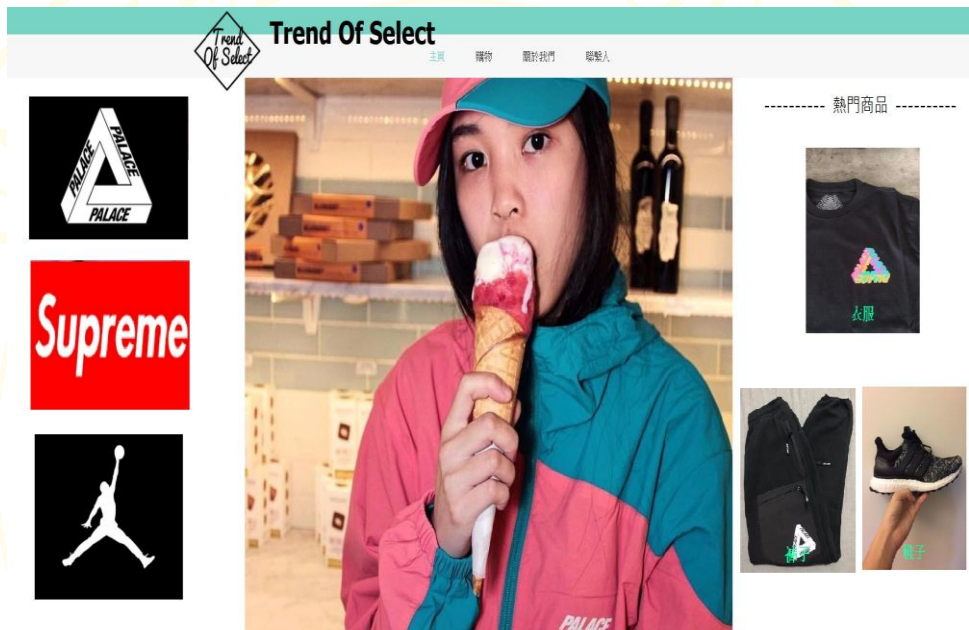 Trend
Of Select
Trend Of Select
主頁
購物
關於我們
聯繫人
PALACE
PALACE
PALACE
Supreme
PALACE
---------- 熱門商品 ----------
衣服
褲子
鞋子